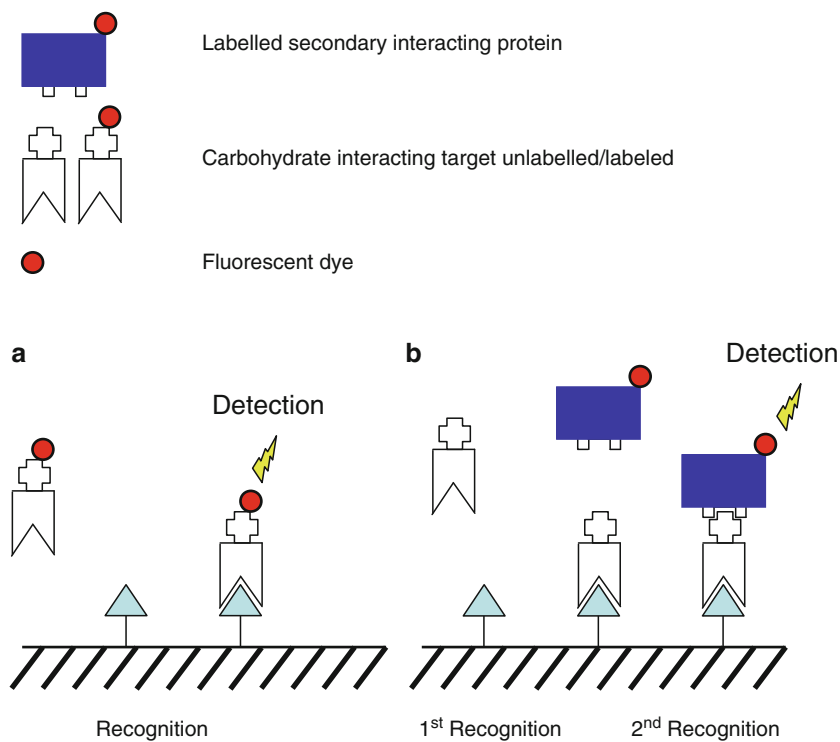 Labelled secondary interacting protein
Carbohydrate interacting target unlabelled/labeled
Fluorescent dye
a
Detection
Recognition
b
Detection
1st Recognition
2nd Recognition